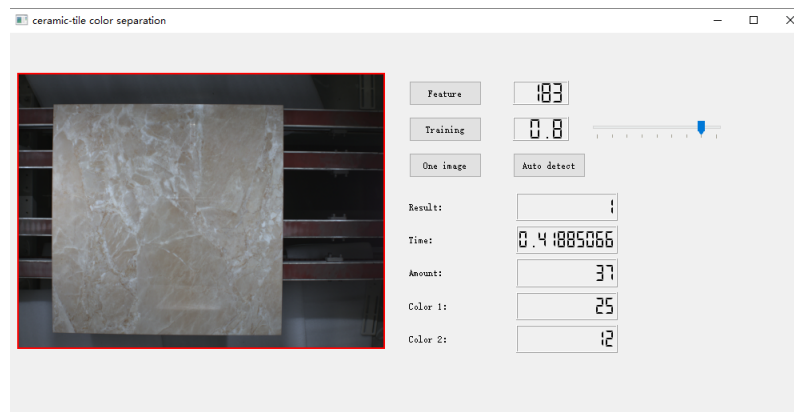 ceramic-tile color separation
Feature 183
Training 0.8
One image Auto detect
Result: 1
Time: 0.41885066
Amount: 37
Color 1: 25
Color 2: 12